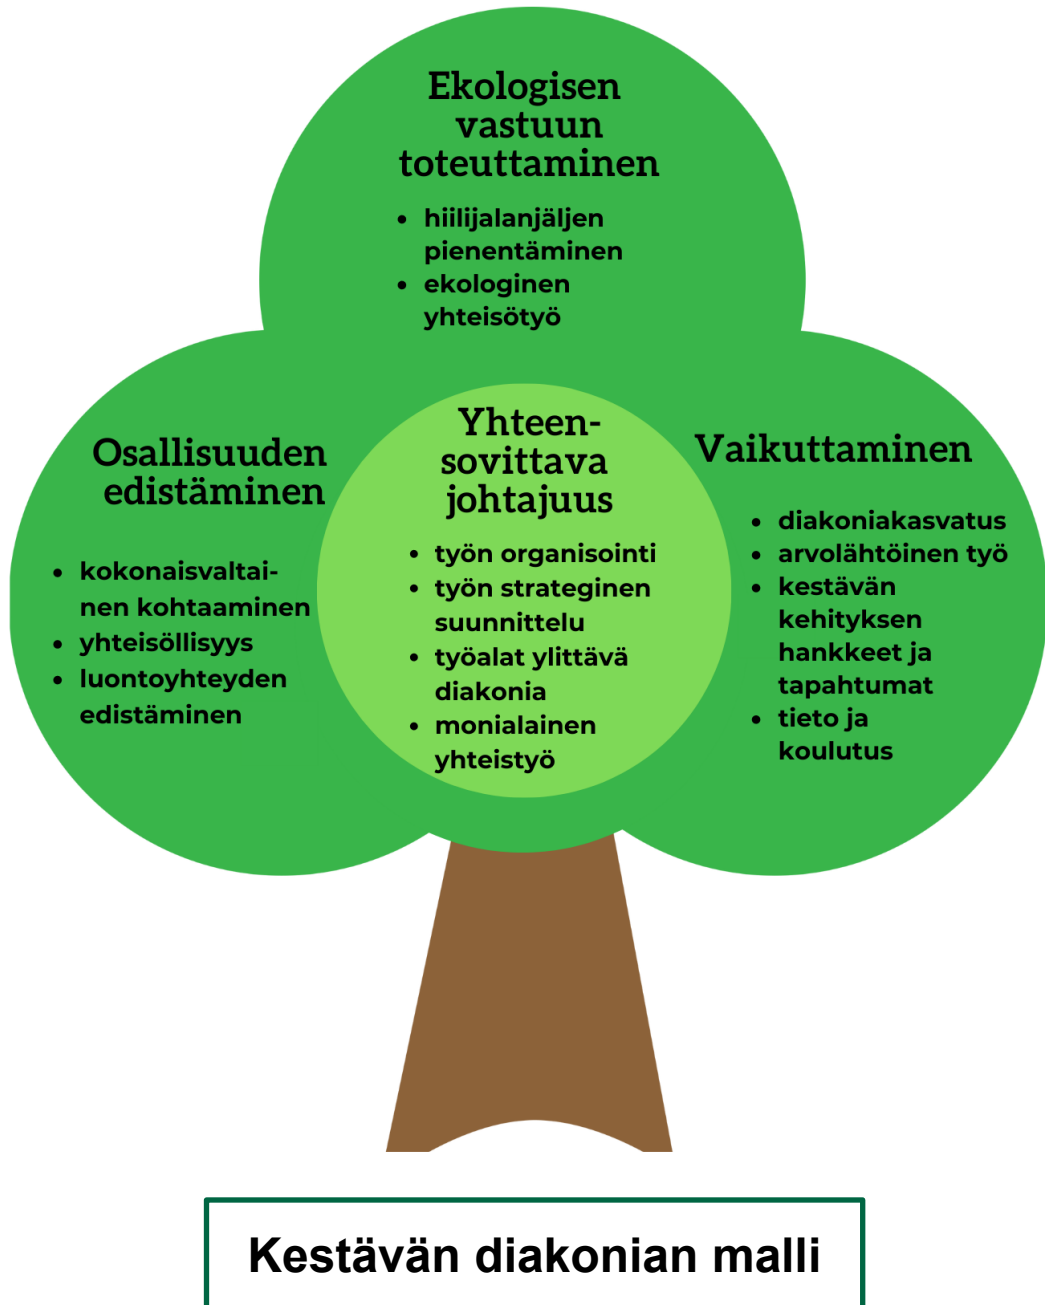 Ekologisen
vastuun
toteuttaminen
• hiilijalanjäljen
pienentäminen
• ekologinen
yhteisötyö
Osallisuuden
edistäminen
• kokonaisvaltai-
nen kohtaaminen
• yhteisöllisyys
• luontoyhteyden
edistäminen
Yhteen-
sovittava
johtajuus
• työn organisointi
• työn strateginen
suunnittelu
• työalat ylittävä
diakonia
• monialainen
yhteistyö
Vaikuttaminen
• diakoniakasvatus
• arvolähtöinen työ
• kestävän
kehityksen
hankkeet ja
tapahtumat
• tieto ja
koulutus
Kestävän diakonian malli